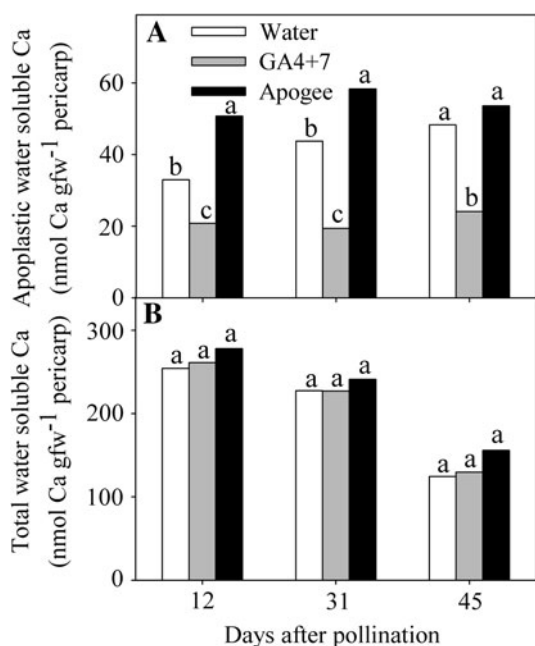 A
Water
GA4+7
Apogee
Apoplastic water soluble Ca
(nmol Ca gfw⁻¹ pericarp)
60
40
20
0
b
c
a
b
c
a
a
b
a
B
Total water soluble Ca
(nmol Ca gfw⁻¹ pericarp)
300
200
100
0
a
a
a
a
a
a
a
a
a
12
31
45
Days after pollination